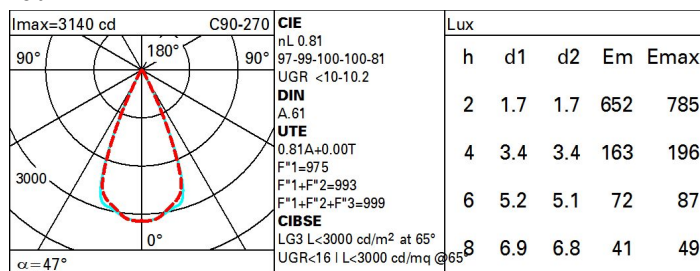 Imax=3140 cd C90-270
90° 180° 90°
3000
0°
α=47°
CIE
nL 0.81
97-99-100-100-81
UGR <10-10.2
DIN
A.61
UTE
0.81A+0.00T
F"1=975
F"1+F"2=993
F"1+F"2+F"3=999
CIBSE
LG3 L<3000 cd/m² at 65°
UGR<16 | L<3000 cd/mq @65°
Lux
h d1 d2 Em Emax
2 1.7 1.7 652 785
4 3.4 3.4 163 196
6 5.2 5.1 72 87
8 6.9 6.8 41 49